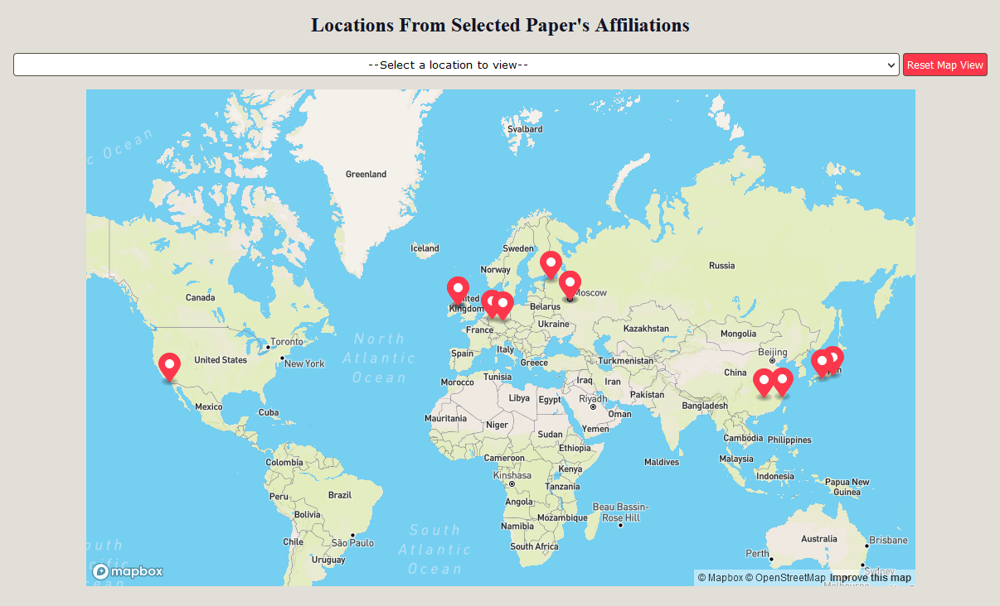 Locations From Selected Paper's Affiliations
--Select a location to view--
Reset Map View
c Ocean
Svalbard
Greenland
Iceland
Sweden
Norway
Russia
Canada
United
Kingdom
Moscow
Belarus
Ukraine
France
Kazakhstan
Mongolia
Toronto
North
Atlantic
Ocean
Italy
Spain
Greece
Beijing
United States
New York
Turkmenistan
China
Tunisia
Morocco
Iraq
Iran
Pakistan
Libya
Egypt
Riyadh
Bangladesh
Mexico
Cuba
Mauritania
Niger
Oman
Yemen
Sudan
Cambodia
Philippines
Ethiopia
Cameroon
Colombia
Maldives
Malaysia
Kenya
Kinshasa
Indonesia
Papua New
Guinea
Tanzania
Peru
Brazil
Angola
Beau Bassin-
Rose Hill
Bolivia
Mozambique
Namibia
South
Atlantic
Ocean
Australia
Brisbane
Chile
São Paulo
South Africa
Perth
Uruguay
Sydney
Melbourne
mapbox
© Mapbox © OpenStreetMap Improve this map